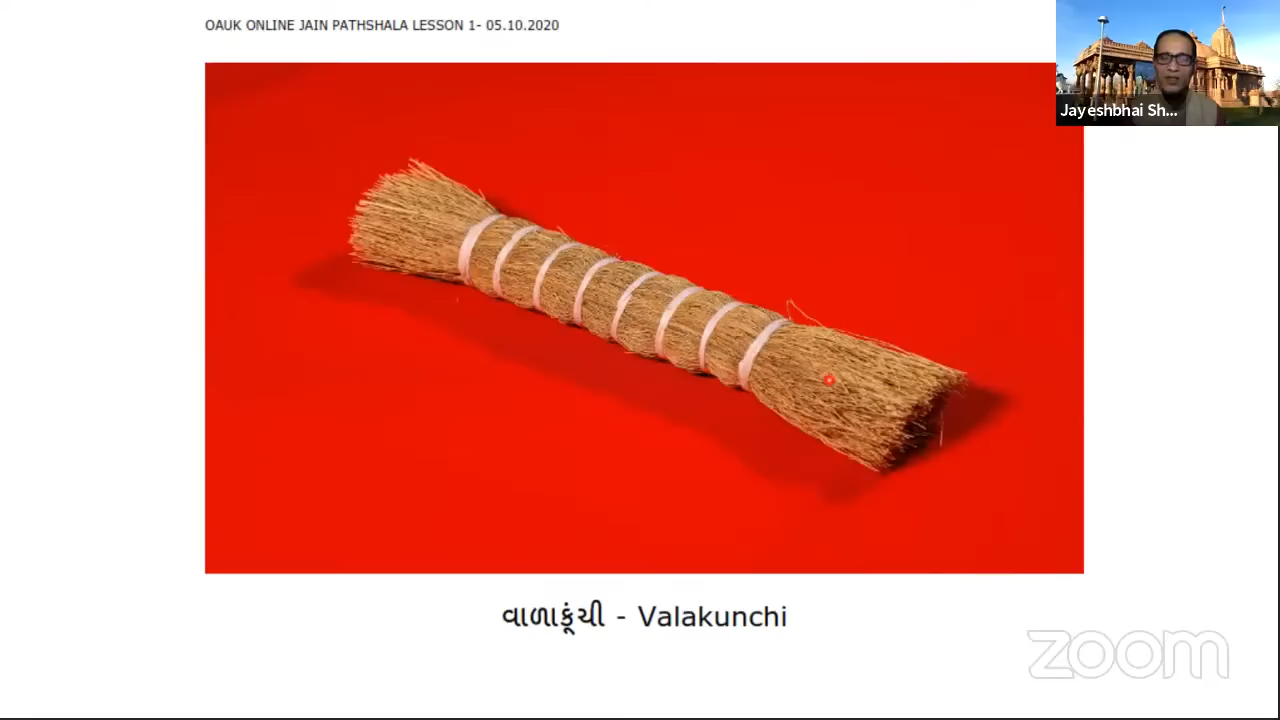 OAUK ONLINE JAIN PATHSHALA LESSON 1- 05.10.2020
Jayeshbhai Sh...
વાળાકૂંચી - Valakunchi
zoom